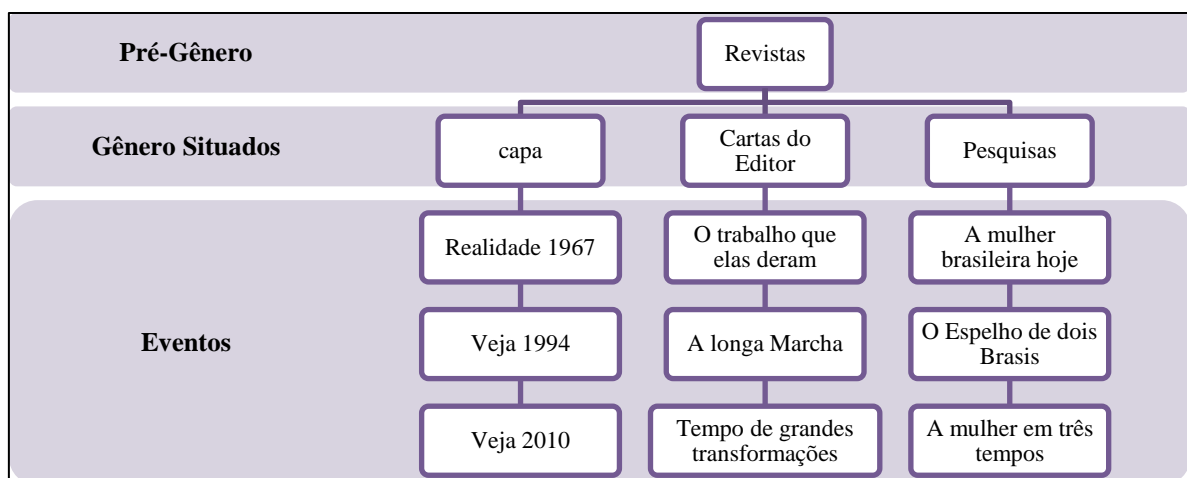 Pré-Gênero
Revistas
Gênero Situados
capa
Cartas do
Editor
Pesquisas
Eventos
Realidade 1967
O trabalho que
elas deram
A mulher
brasileira hoje
Veja 1994
A longa Marcha
O Espelho de dois
Brasis
Veja 2010
Tempo de grandes
transformações
A mulher em três
tempos